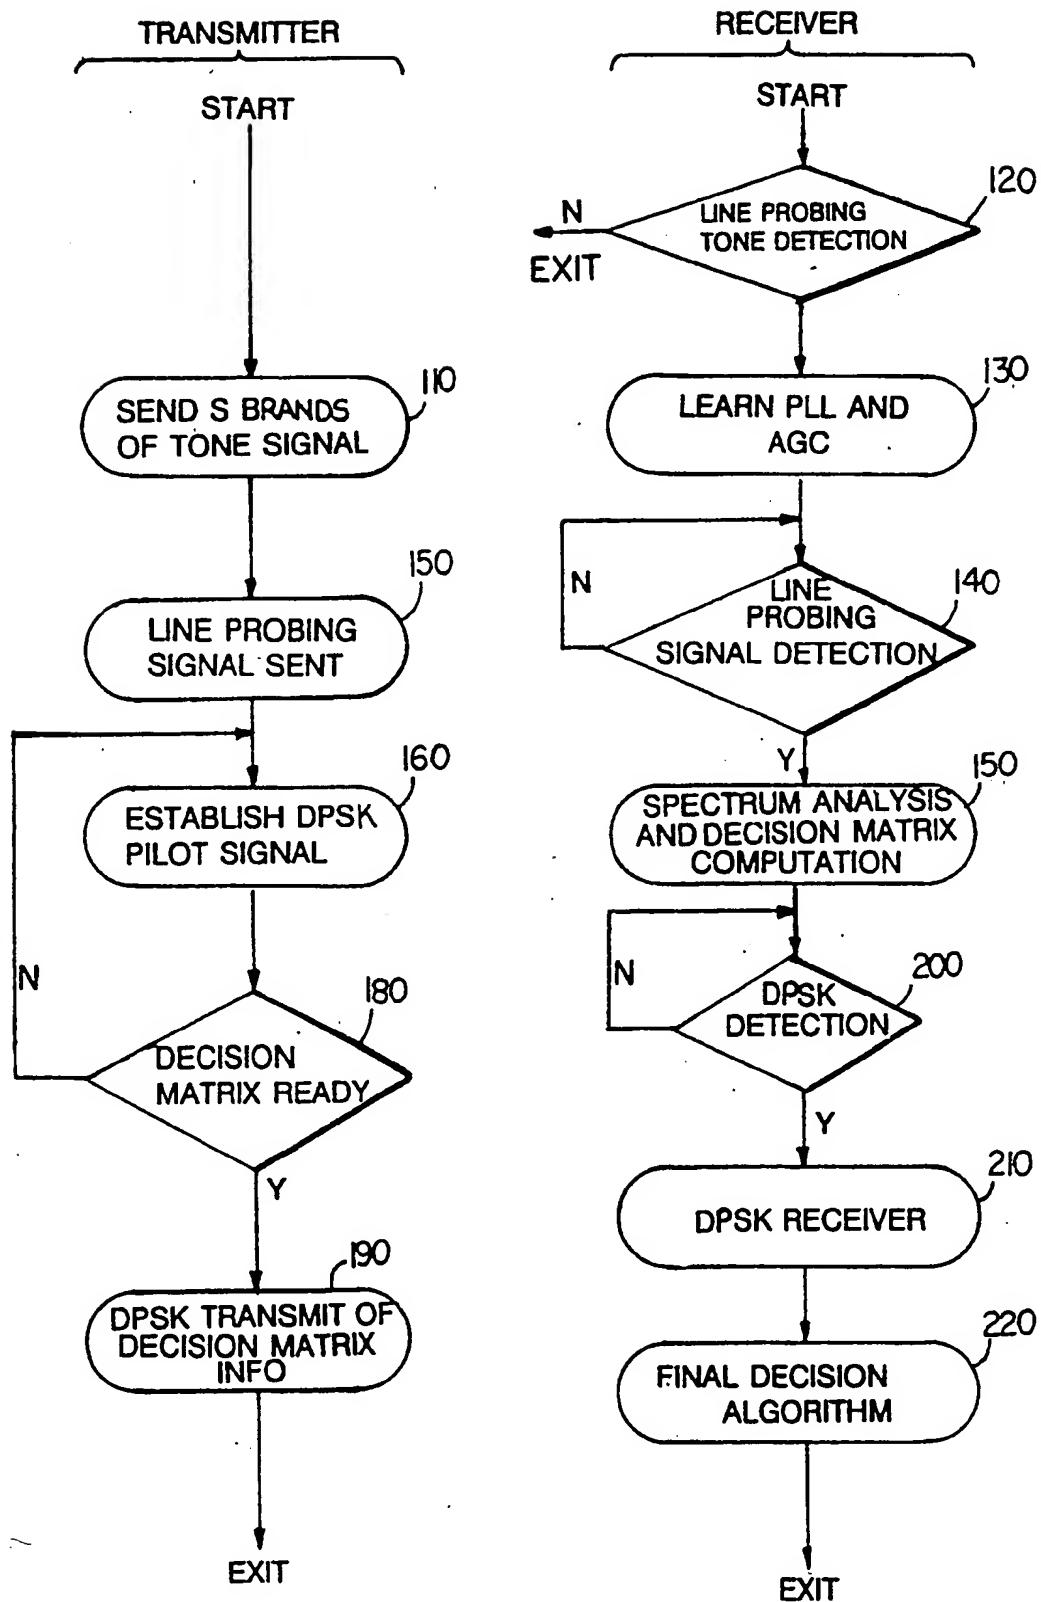 TRANSMITTER
START
110
SEND S BRANDS
OF TONE SIGNAL
150
LINE PROBING
SIGNAL SENT
160
ESTABLISH DPSK
PILOT SIGNAL
N
180
DECISION
MATRIX READY
Y
190
DPSK TRANSMIT OF
DECISION MATRIX
INFO
EXIT
RECEIVER
START
120
LINE PROBING
TONE DETECTION
N
EXIT
130
LEARN PLL AND
AGC
N
140
LINE
PROBING
SIGNAL DETECTION
Y
150
SPECTRUM ANALYSIS
AND DECISION MATRIX
COMPUTATION
N
200
DPSK
DETECTION
Y
210
DPSK RECEIVER
220
FINAL DECISION
ALGORITHM
EXIT